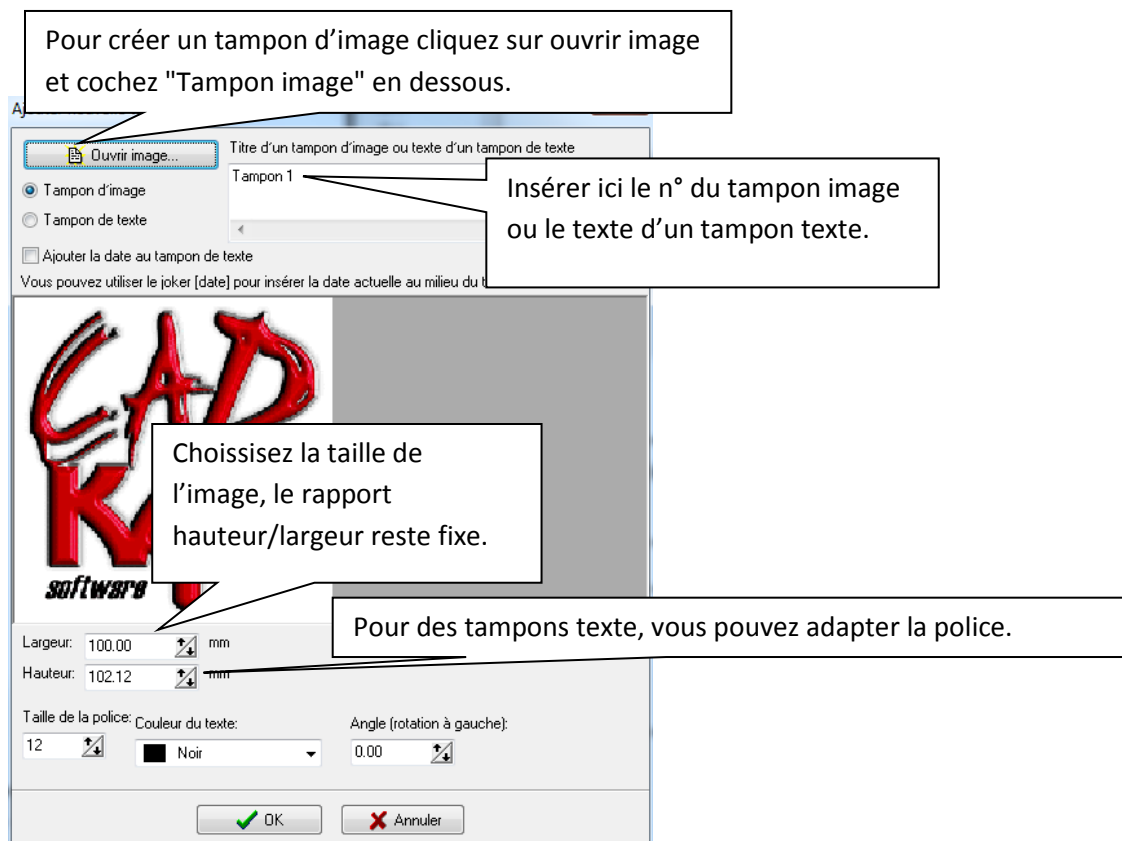 Pour créer un tampon d’image cliquez sur ouvrir image
et cochez "Tampon image" en dessous.
Ouvrir image...
Titre d'un tampon d'image ou texte d'un tampon de texte
Tampon 1
Tampon d'image
Tampon de texte
Insérer ici le n° du tampon image
ou le texte d’un tampon texte.
Ajouter la date au tampon de texte
Vous pouvez utiliser le joker [date] pour insérer la date actuelle au milieu du
CAD
software
Choissisez la taille de
l’image, le rapport
hauteur/largeur reste fixe.
Pour des tampons texte, vous pouvez adapter la police.
Largeur: 100.00 mm
Hauteur: 102.12 mm
Taille de la police: Couleur du texte: Angle (rotation à gauche):
12 Noir 0.00
OK Annuler